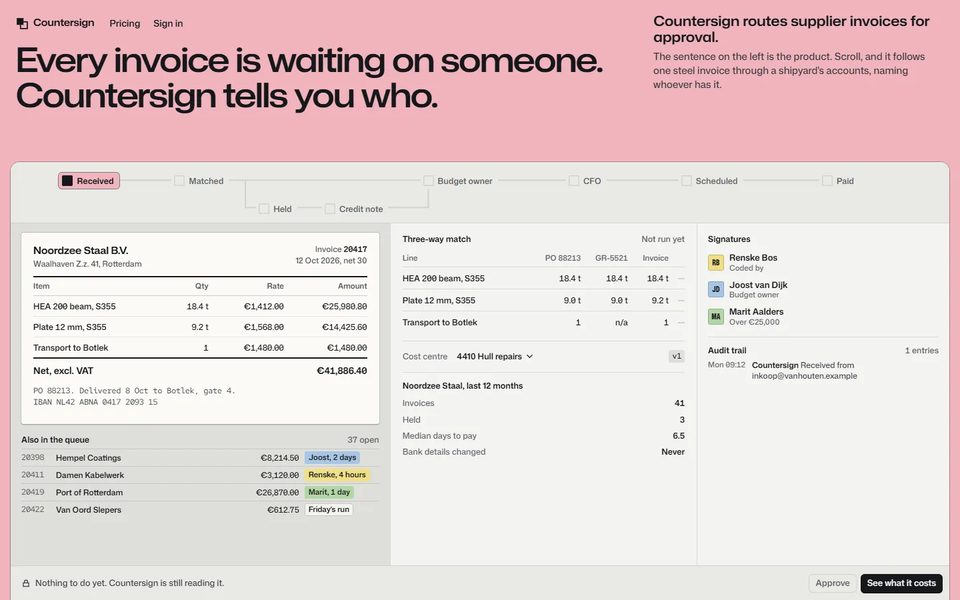 Countersign Pricing Sign in
Every invoice is waiting on someone.
Countersign tells you who.
Countersign routes supplier invoices for
approval.
The sentence on the left is the product. Scroll, and it follows
one steel invoice through a shipyard's accounts, naming
whoever has it.
Received Matched Budget owner CFO Scheduled Paid
Held Credit note
Noordzee Staal B.V. Invoice 20417
Waalhaven Z.z. 41, Rotterdam 12 Oct 2026, net 30
Item Qty Rate Amount
HEA 200 beam, S355 18.4 t €1,412.00 €25,980.80
Plate 12 mm, S355 9.2 t €1,568.00 €14,425.60
Transport to Botlek 1 €1,480.00 €1,480.00
Net, excl. VAT €41,886.40
PO 88213. Delivered 8 Oct to Botlek, gate 4.
IBAN NL42 ABNA 0417 2093 15
Also in the queue 37 open
20398 Hempel Coatings €8,214.50 Joost, 2 days
20411 Damen Kabelwerk €3,120.00 Renske, 4 hours
20419 Port of Rotterdam €26,870.00 Marit, 1 day
20422 Van Oord Slepers €612.75 Friday's run
Three-way match Not run yet
Line PO 88213 GR-5521 Invoice
HEA 200 beam, S355 18.4 t 18.4 t 18.4 t —
Plate 12 mm, S355 9.0 t 9.0 t 9.2 t —
Transport to Botlek 1 n/a 1 —
Cost centre 4410 Hull repairs v1
Noordzee Staal, last 12 months
Invoices 41
Held 3
Median days to pay 6.5
Bank details changed Never
Signatures
RB Renske Bos
Coded by
JD Joost van Dijk
Budget owner
MA Marit Aalders
Over €25,000
Audit trail 1 entries
Mon 09:12 Countersign Received from
inkoop@vanhouten.example
Nothing to do yet. Countersign is still reading it.
Approve See what it costs